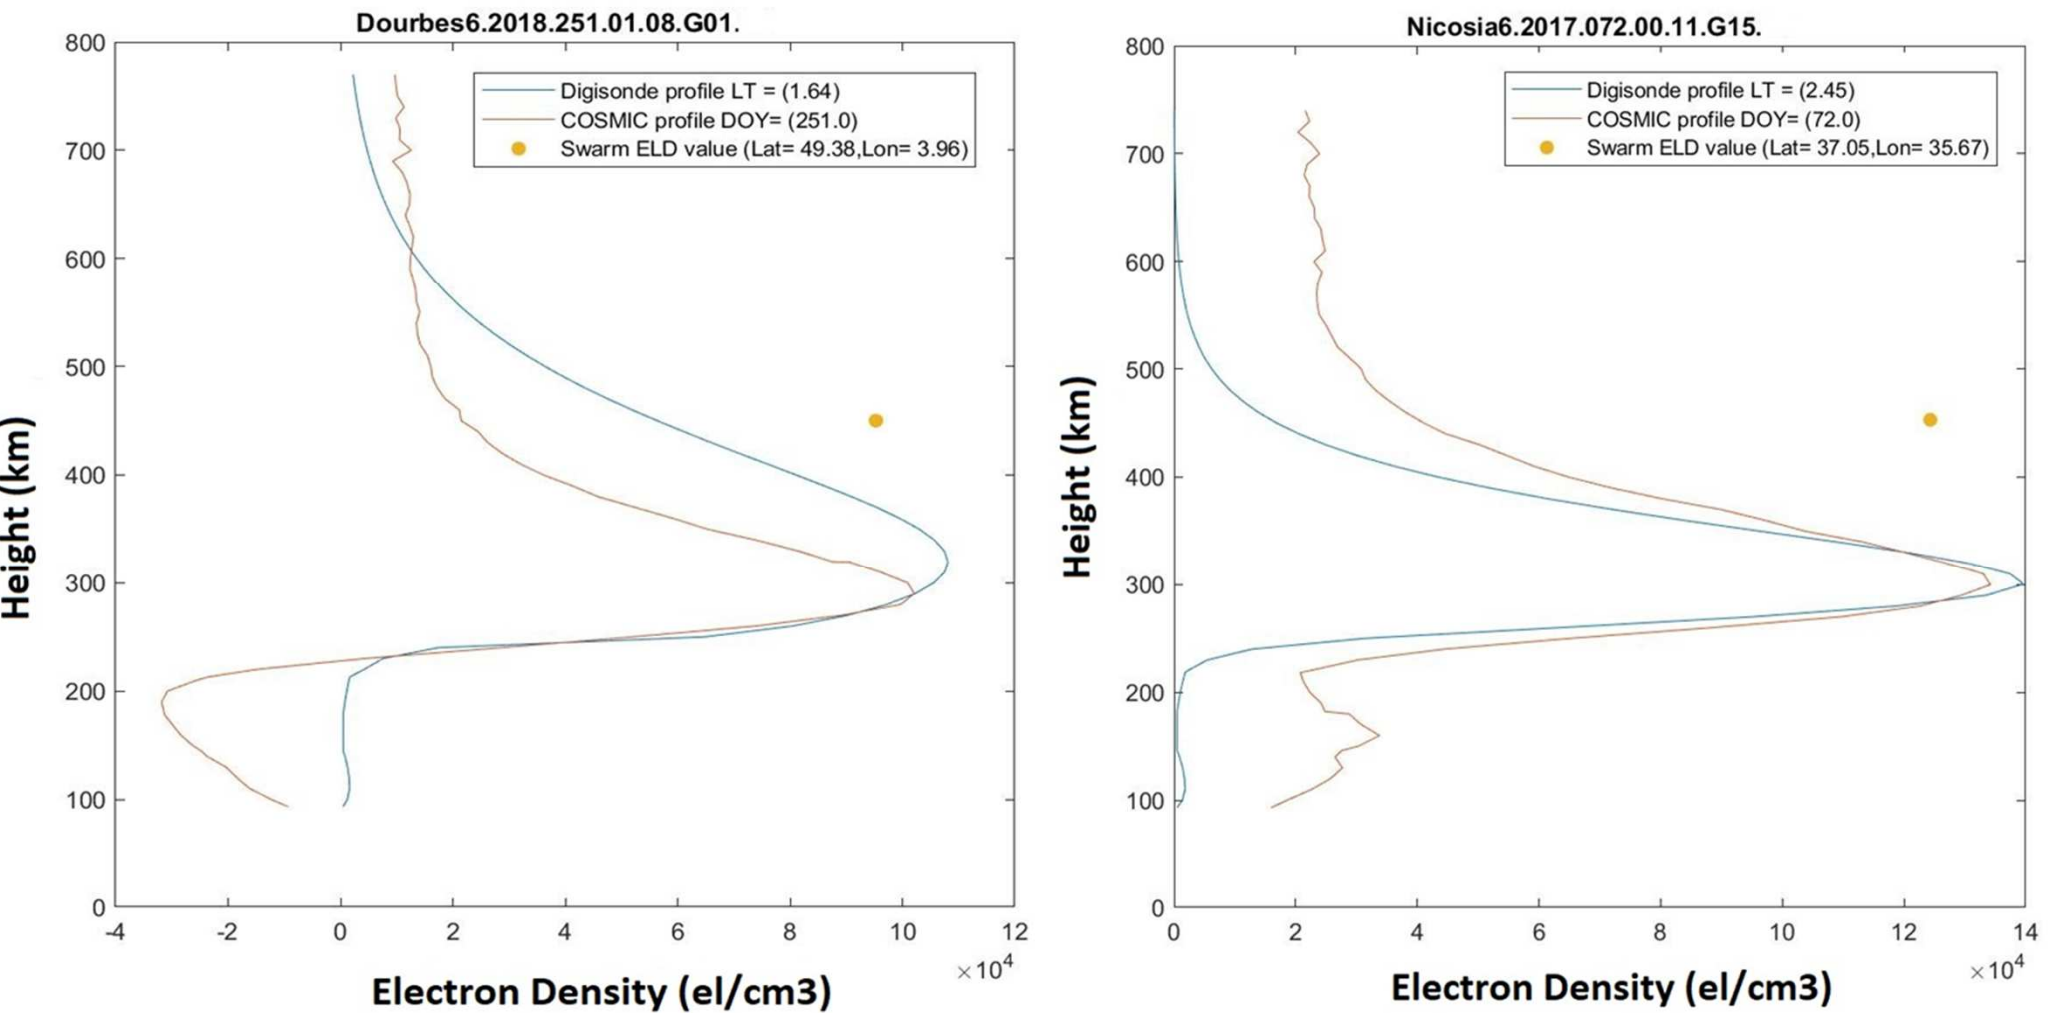 Dourbes6.2018.251.01.08.G01.
Digisonde profile LT = (1.64)
COSMIC profile DOY= (251.0)
Swarm ELD value (Lat= 49.38,Lon= 3.96)
800
700
600
500
400
300
200
100
0
Height (km)
-4 -2 0 2 4 6 8 10 12
×10⁴
Electron Density (el/cm3)
Nicosia6.2017.072.00.11.G15.
Digisonde profile LT = (2.45)
COSMIC profile DOY= (72.0)
Swarm ELD value (Lat= 37.05,Lon= 35.67)
800
700
600
500
400
300
200
100
0
Height (km)
0 2 4 6 8 10 12 14
×10⁴
Electron Density (el/cm3)